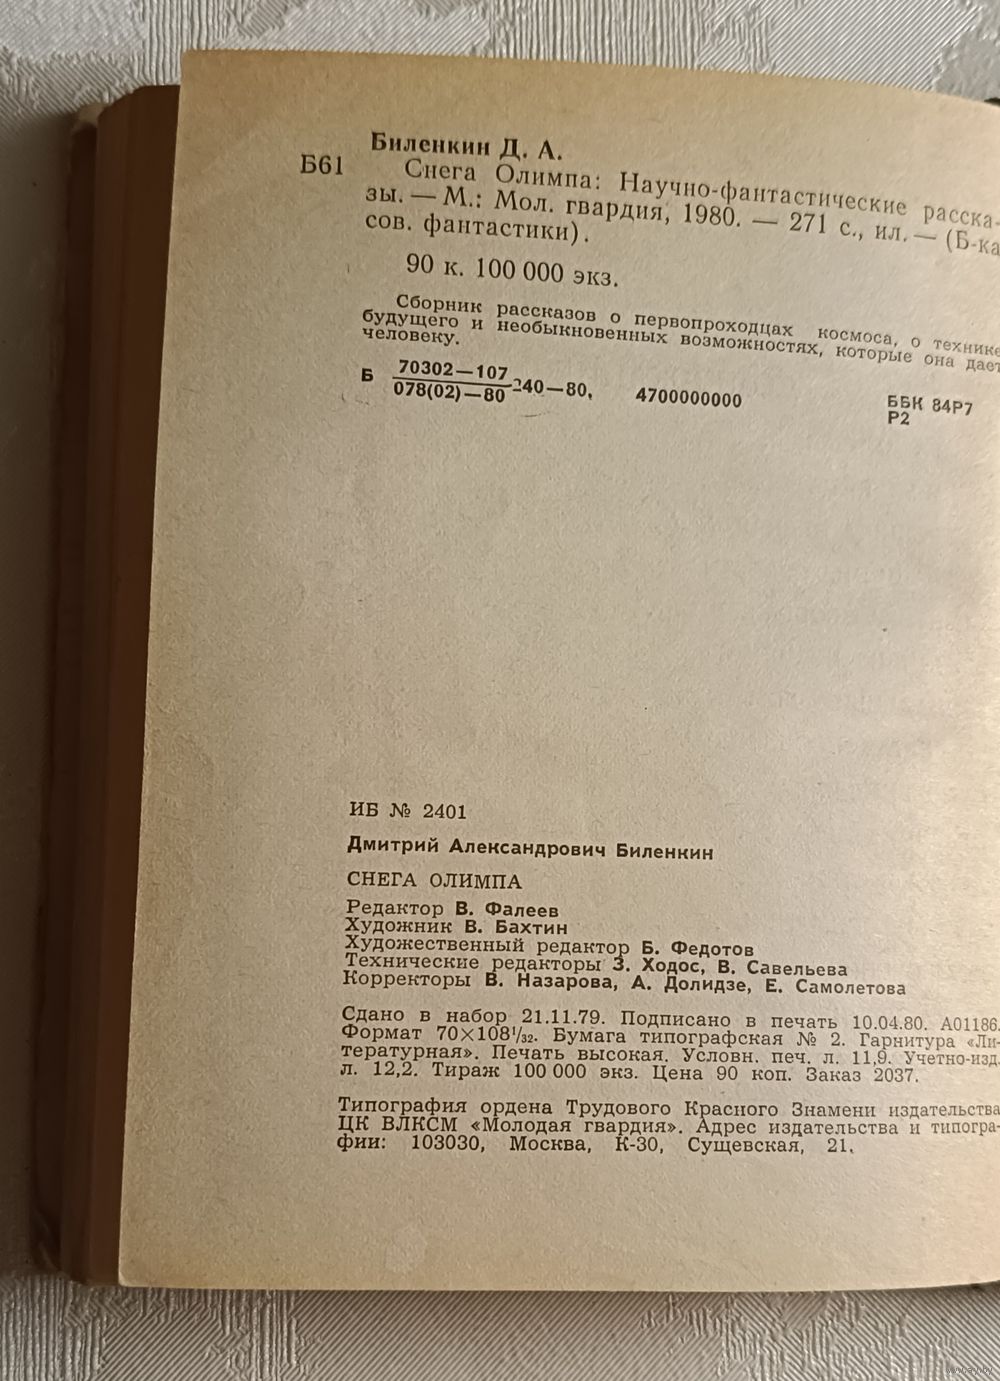 Биленкин Д. А.
Б61 Снега Олимпа: Научно-фантастические расска-
зы. — М.: Мол. гвардия, 1980. — 271 с., ил. — (Б-ка
сов. фантастики).
90 к. 100 000 экз.
Сборник рассказов о первопроходцах космоса, о технике
будущего и необыкновенных возможностях, которые она дает
человеку.
70302—107
Б 240—80, 4700000000 ББК 84Р7
078(02)—80 Р2
ИБ № 2401
Дмитрий Александрович Биленкин
СНЕГА ОЛИМПА
Редактор В. Фалеев
Художник В. Бахтин
Художественный редактор Б. Федотов
Технические редакторы З. Ходос, В. Савельева
Корректоры В. Назарова, А. Долидзе, Е. Самолетова
Сдано в набор 21.11.79. Подписано в печать 10.04.80. А01186.
Формат 70×108¹/₃₂. Бумага типографская № 2. Гарнитура «Ли-
тературная». Печать высокая. Условн. печ. л. 11,9. Учетно-изд.
л. 12,2. Тираж 100 000 экз. Цена 90 коп. Заказ 2037.
Типография ордена Трудового Красного Знамени издательства
ЦК ВЛКСМ «Молодая гвардия». Адрес издательства и типогра-
фии: 103030, Москва, К-30, Сущевская, 21.